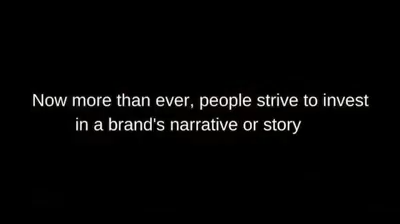 Now more than ever, people strive to invest
in a brand's narrative or story